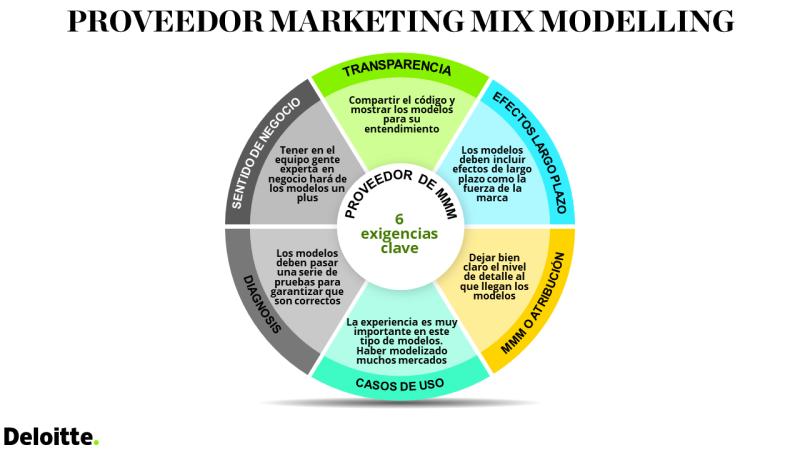 PROVEEDOR MARKETING MIX MODELLING
TRANSPARENCIA
Compartir el código y
mostrar los modelos
para su
entendimiento
EFECTOS LARGO PLAZO
Los modelos
deben incluir
efectos de largo
plazo como la
fuerza de la
marca
MMM O ATRIBUCIÓN
Dejar bien
claro el nivel
de detalle al
que llegan los
modelos
CASOS DE USO
La experiencia es muy
importante en este
tipo de modelos.
Haber modelizado
muchos mercados
DIAGNOSIS
Los modelos
deben pasar
una serie de
pruebas para
garantizar que
son correctos
SENTIDO DE NEGOCIO
Tener en el
equipo gente
experta en
negocio hará de
los modelos un
plus
PROVEEDOR DE MMM
6
exigencias
clave
Deloitte.